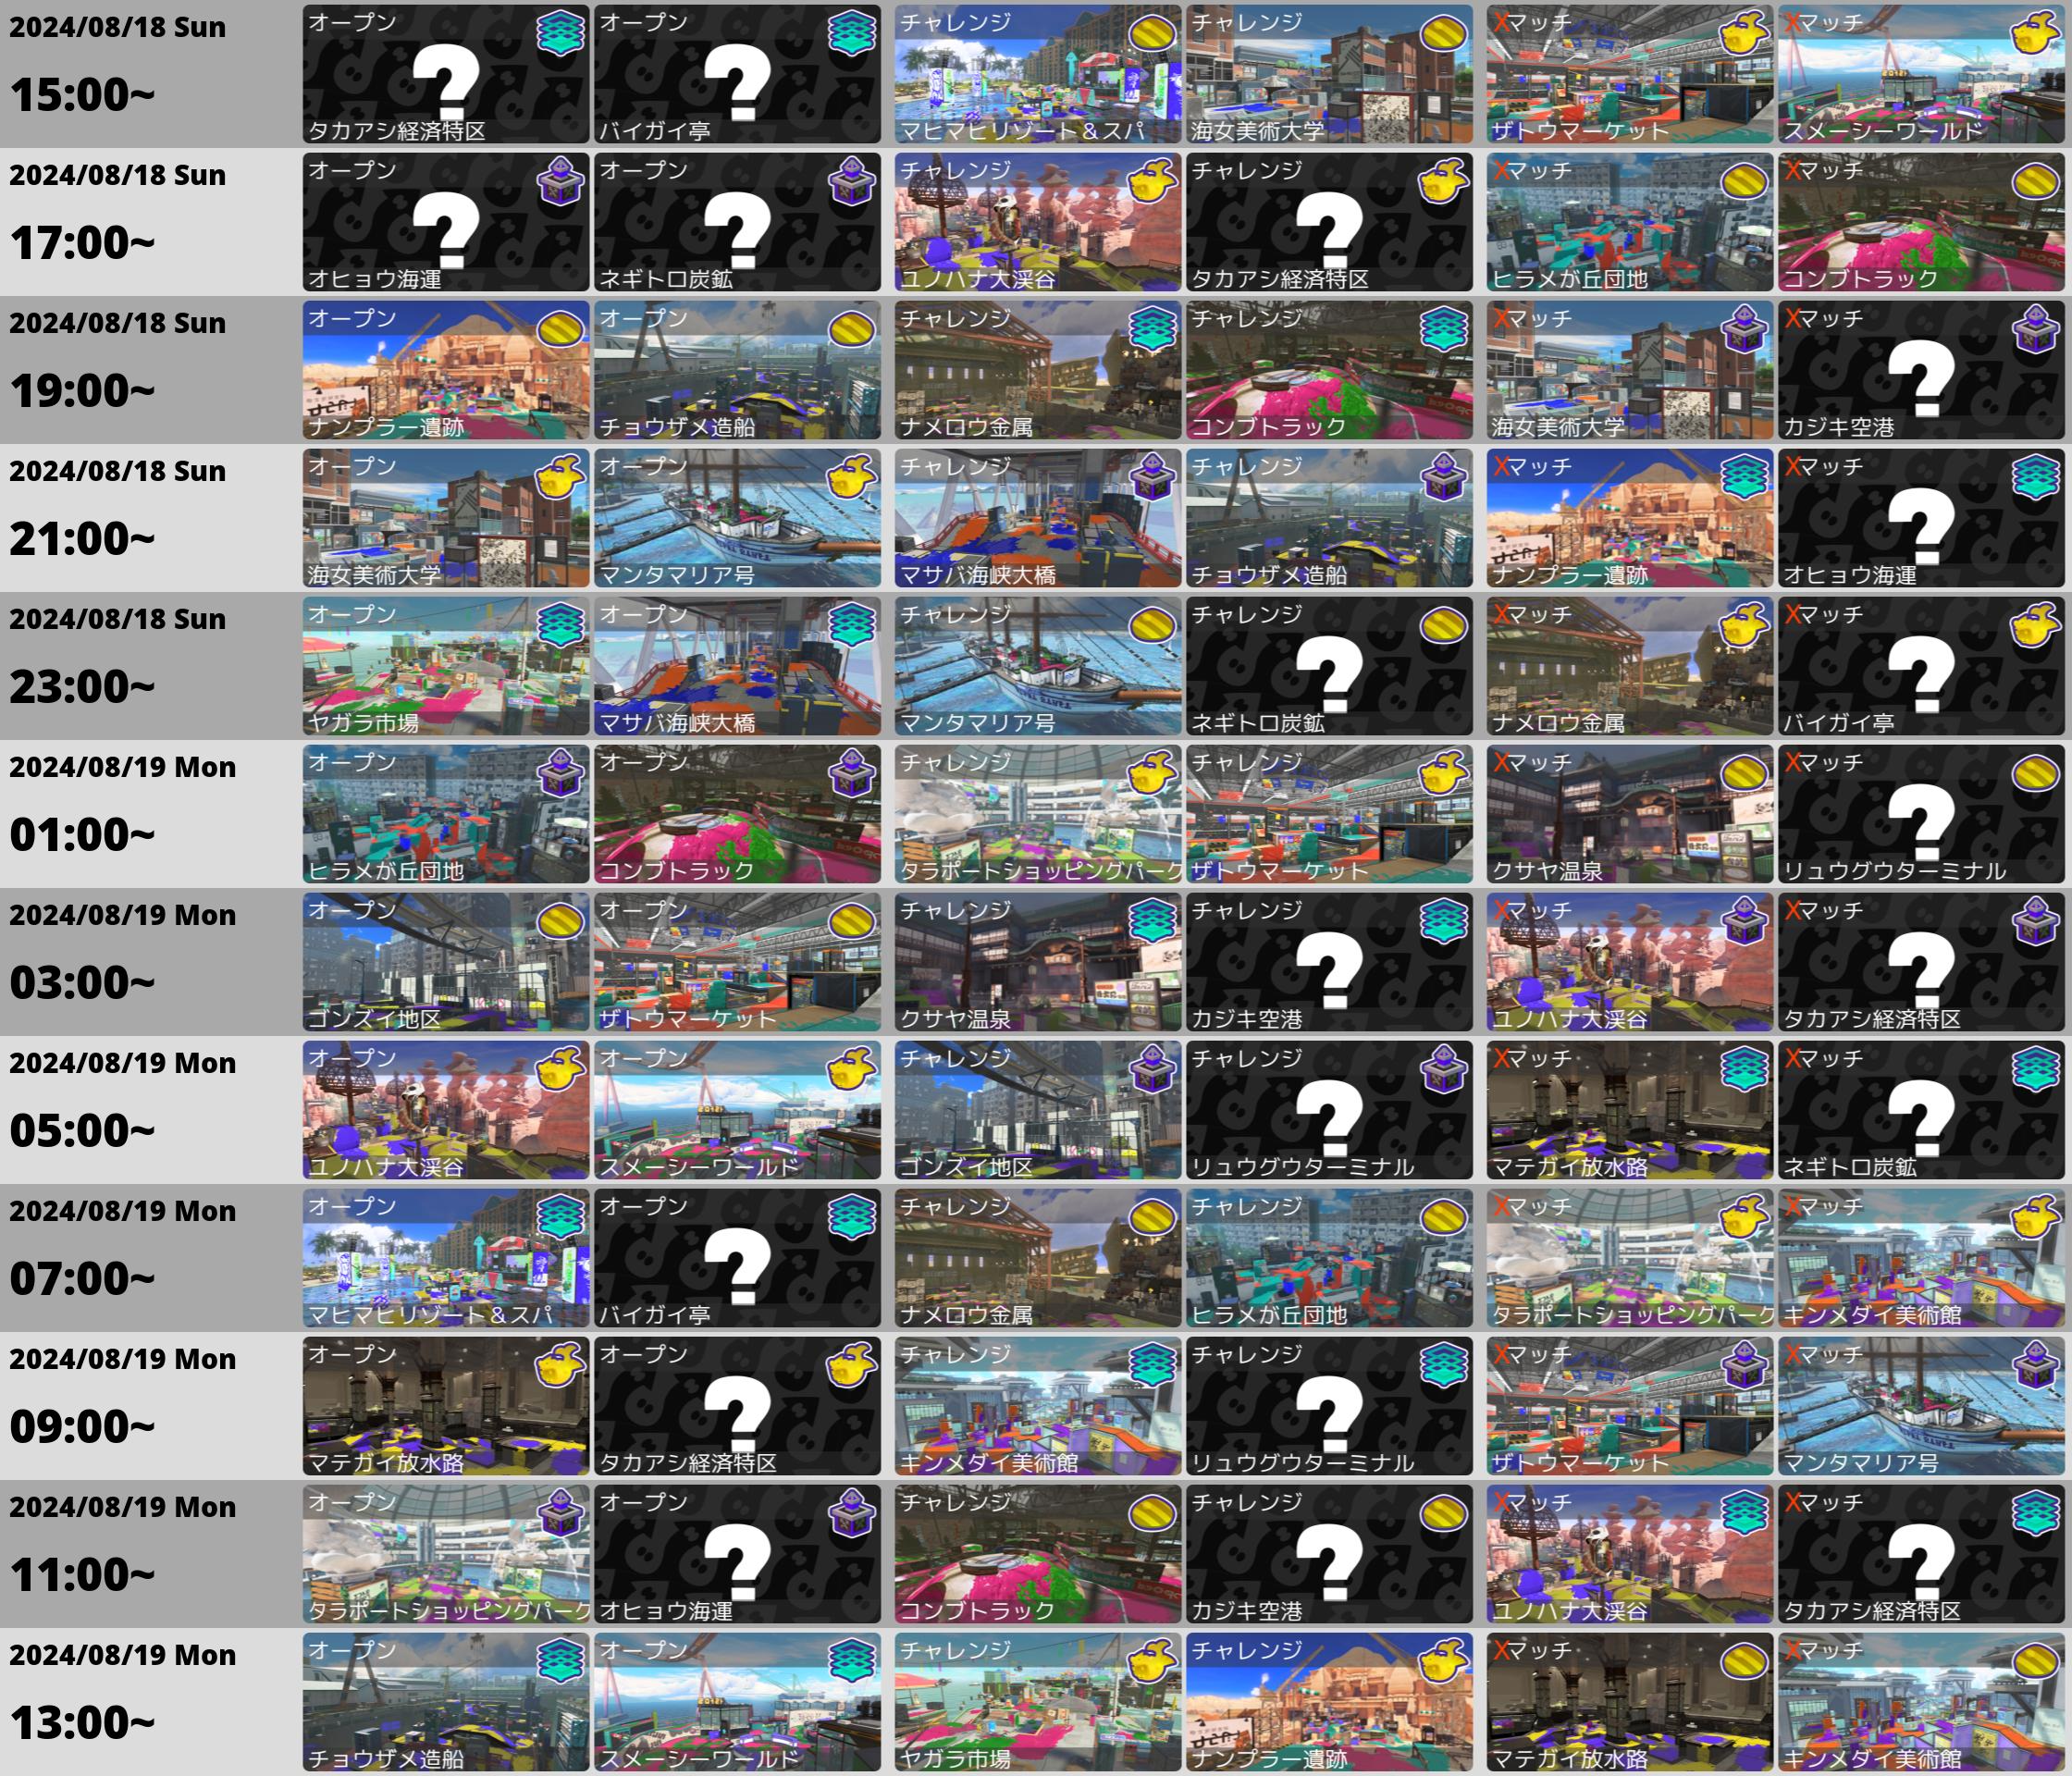 2024/08/18 Sun
15:00~
オープン
タカアシ経済特区
オープン
バイガイ亭
チャレンジ
マヒマヒリゾート＆スパ
チャレンジ
海女美術大学
Xマッチ
ザトウマーケット
Xマッチ
スメーシーワールド
2024/08/18 Sun
17:00~
オープン
オヒョウ海運
オープン
ネギトロ炭鉱
チャレンジ
ユノハナ大渓谷
チャレンジ
タカアシ経済特区
Xマッチ
ヒラメが丘団地
Xマッチ
コンブトラック
2024/08/18 Sun
19:00~
オープン
ナンプラー遺跡
オープン
チョウザメ造船
チャレンジ
ナメロウ金属
チャレンジ
コンブトラック
Xマッチ
海女美術大学
Xマッチ
カジキ空港
2024/08/18 Sun
21:00~
オープン
海女美術大学
オープン
マンタマリア号
チャレンジ
マサバ海峡大橋
チャレンジ
チョウザメ造船
Xマッチ
ナンプラー遺跡
Xマッチ
オヒョウ海運
2024/08/18 Sun
23:00~
オープン
ヤガラ市場
オープン
マサバ海峡大橋
チャレンジ
マンタマリア号
チャレンジ
ネギトロ炭鉱
Xマッチ
ナメロウ金属
Xマッチ
バイガイ亭
2024/08/19 Mon
01:00~
オープン
ヒラメが丘団地
オープン
コンブトラック
チャレンジ
タラポートショッピングパーク
チャレンジ
ザトウマーケット
Xマッチ
クサヤ温泉
Xマッチ
リュウグウターミナル
2024/08/19 Mon
03:00~
オープン
ゴンズイ地区
オープン
ザトウマーケット
チャレンジ
クサヤ温泉
チャレンジ
カジキ空港
Xマッチ
ユノハナ大渓谷
Xマッチ
タカアシ経済特区
2024/08/19 Mon
05:00~
オープン
ユノハナ大渓谷
オープン
スメーシーワールド
チャレンジ
ゴンズイ地区
チャレンジ
リュウグウターミナル
Xマッチ
マテガイ放水路
Xマッチ
ネギトロ炭鉱
2024/08/19 Mon
07:00~
オープン
マヒマヒリゾート＆スパ
オープン
バイガイ亭
チャレンジ
ナメロウ金属
チャレンジ
ヒラメが丘団地
Xマッチ
タラポートショッピングパーク
Xマッチ
キンメダイ美術館
2024/08/19 Mon
09:00~
オープン
マテガイ放水路
オープン
タカアシ経済特区
チャレンジ
キンメダイ美術館
チャレンジ
リュウグウターミナル
Xマッチ
ザトウマーケット
Xマッチ
マンタマリア号
2024/08/19 Mon
11:00~
オープン
タラポートショッピングパーク
オープン
オヒョウ海運
チャレンジ
コンブトラック
チャレンジ
カジキ空港
Xマッチ
ユノハナ大渓谷
Xマッチ
タカアシ経済特区
2024/08/19 Mon
13:00~
オープン
チョウザメ造船
オープン
スメーシーワールド
チャレンジ
ヤガラ市場
チャレンジ
ナンプラー遺跡
Xマッチ
マテガイ放水路
Xマッチ
キンメダイ美術館